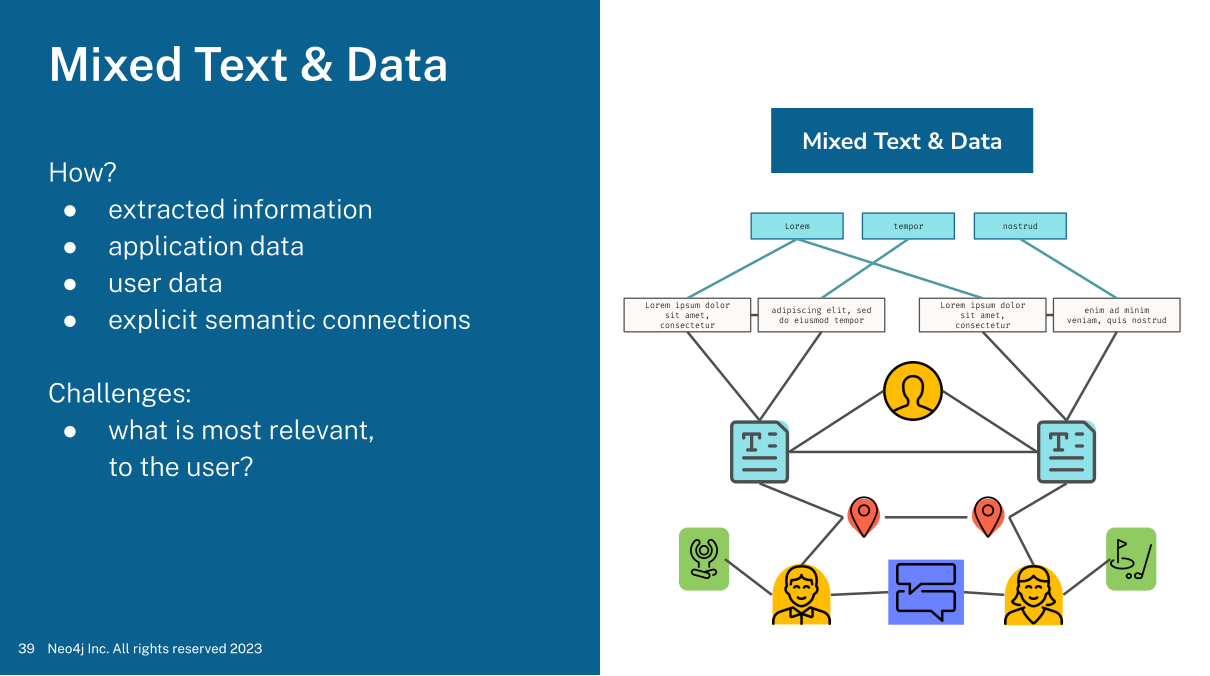 Mixed Text & Data
How?
● extracted information
● application data
● user data
● explicit semantic connections
Challenges:
● what is most relevant,
to the user?
39 Neo4j Inc. All rights reserved 2023
Mixed Text & Data
Lorem
tempor
nostrud
Lorem ipsum dolor
sit amet,
consectetur
adipiscing elit, sed
do eiusmod tempor
Lorem ipsum dolor
sit amet,
consectetur
enim ad minim
veniam, quis nostrud
T
T